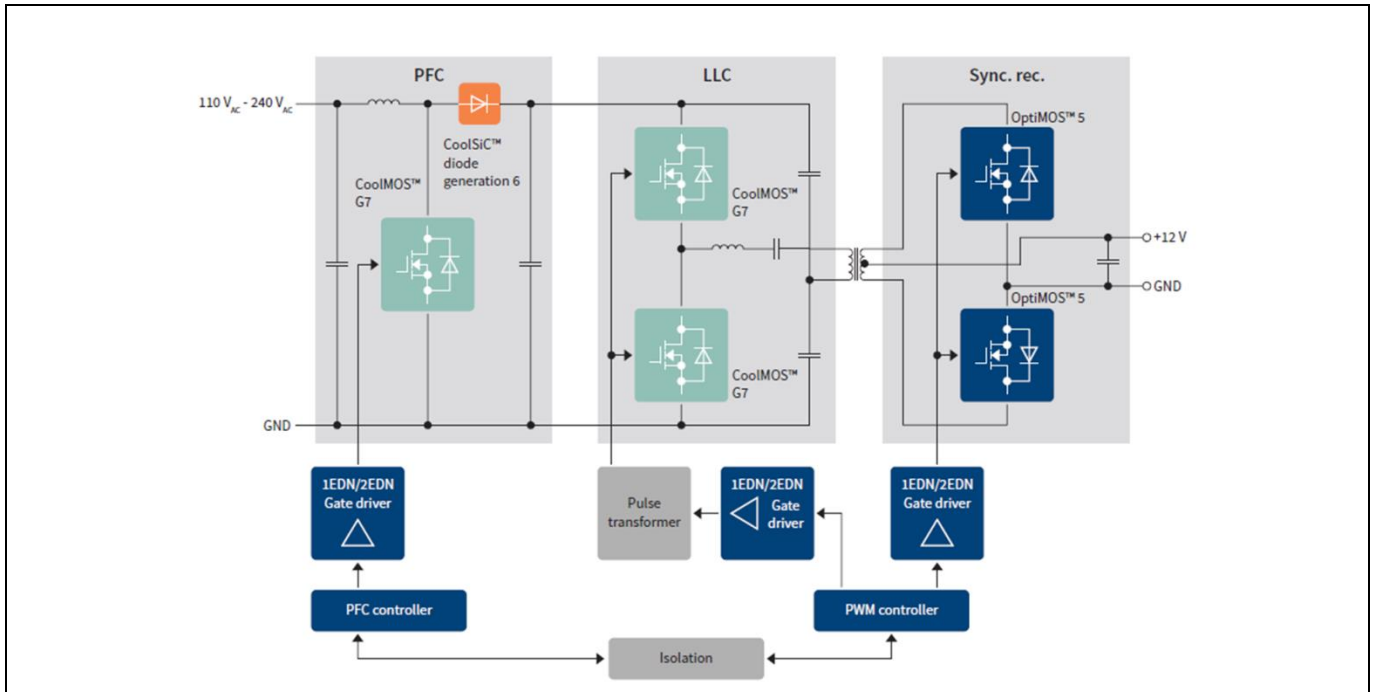 PFC
LLC
Sync. rec.
110 V_AC - 240 V_AC
OptiMOS™ 5
CoolSiC™
diode
generation 6
CoolMOS™
G7
CoolMOS™
G7
+12 V
GND
OptiMOS™ 5
CoolMOS™
G7
GND
1EDN/2EDN
Gate driver
Pulse
transformer
1EDN/2EDN
Gate
driver
1EDN/2EDN
Gate driver
PFC controller
PWM controller
Isolation